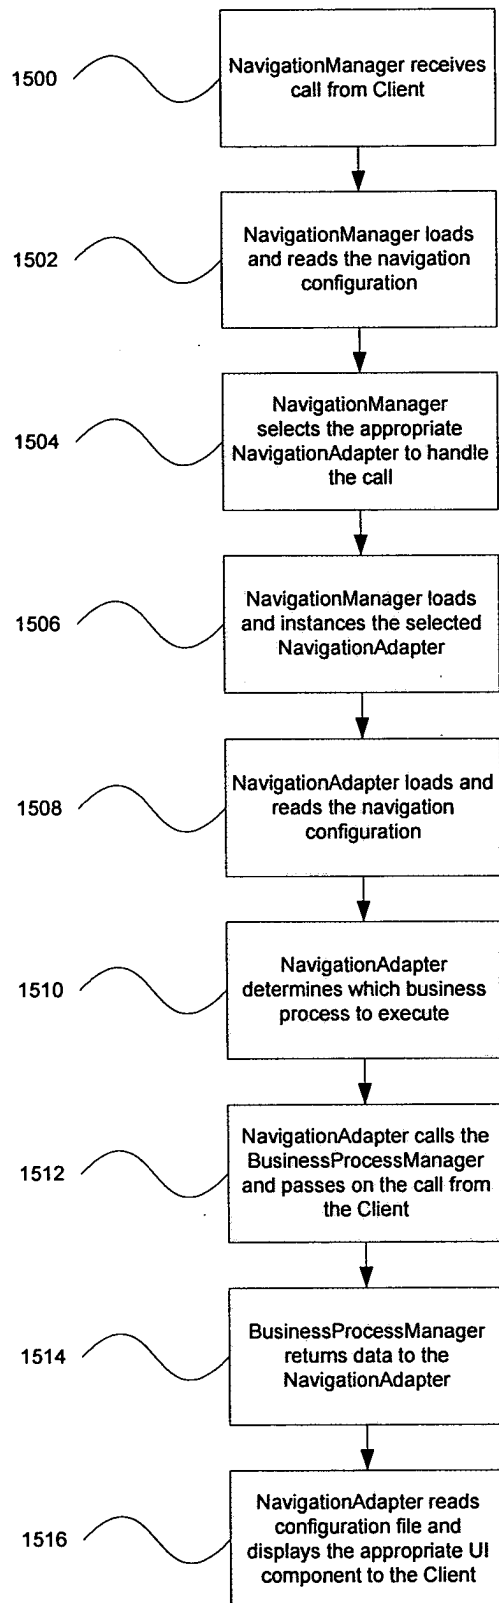 1500
NavigationManager receives
call from Client
1502
NavigationManager loads
and reads the navigation
configuration
1504
NavigationManager
selects the appropriate
NavigationAdapter to handle
the call
1506
NavigationManager loads
and instances the selected
NavigationAdapter
1508
NavigationAdapter loads and
reads the navigation
configuration
1510
NavigationAdapter
determines which business
process to execute
1512
NavigationAdapter calls the
BusinessProcessManager
and passes on the call from
the Client
1514
BusinessProcessManager
returns data to the
NavigationAdapter
1516
NavigationAdapter reads
configuration file and
displays the appropriate UI
component to the Client